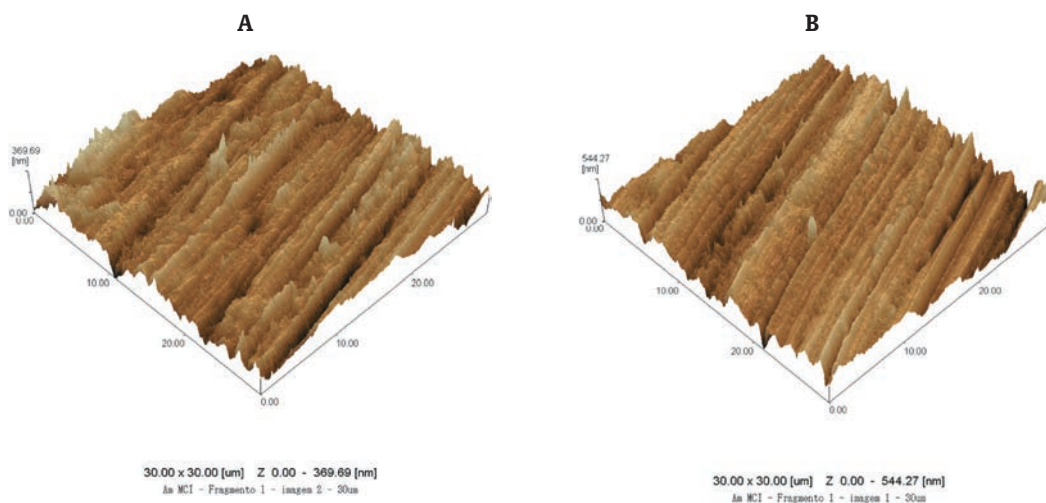 A
369.69
[nm]
0.00
0.00
10.00
20.00
0.00
10.00
20.00
30.00 x 30.00 [um] Z 0.00 - 369.69 [nm]
Am MCI - Fragmento 1 - imagen 2 - 30um
B
544.27
[nm]
0.00
0.00
10.00
20.00
0.00
10.00
20.00
30.00 x 30.00 [um] Z 0.00 - 544.27 [nm]
Am MCI - Fragmento 1 - imagen 1 - 30um